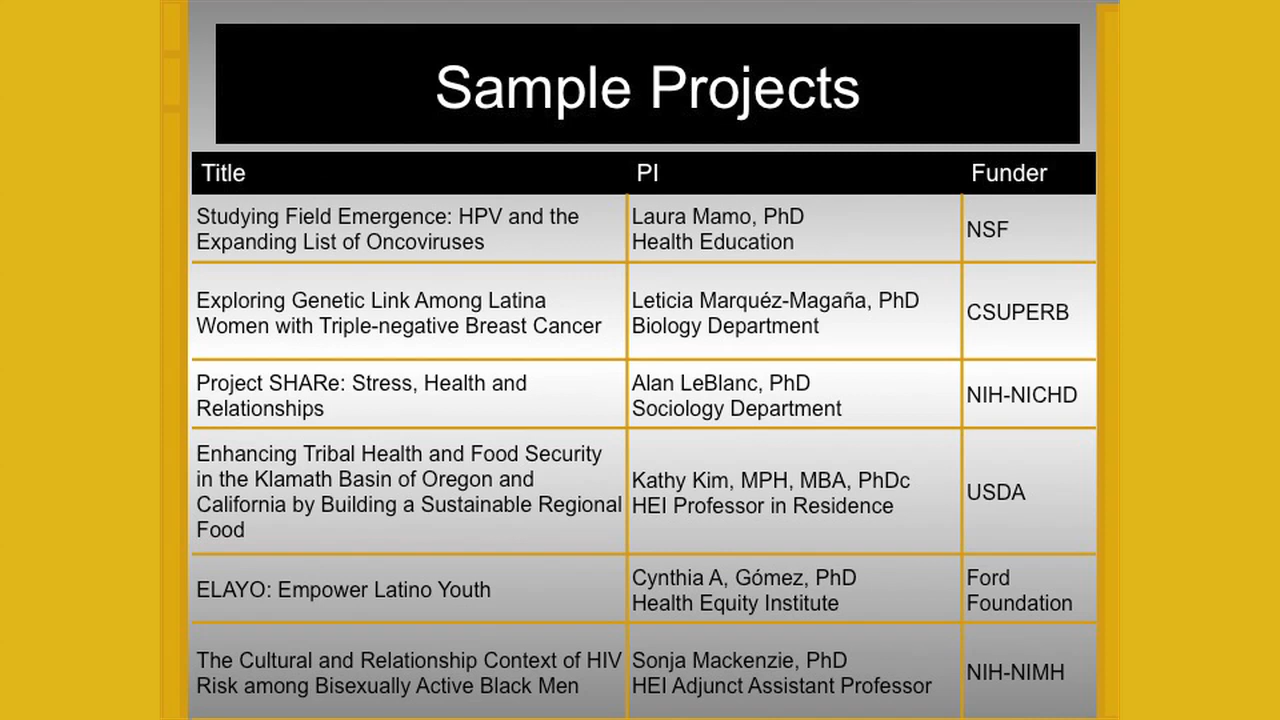 Sample Projects
Title PI Funder
Studying Field Emergence: HPV and the
Expanding List of Oncoviruses
Laura Mamo, PhD
Health Education
NSF
Exploring Genetic Link Among Latina
Women with Triple-negative Breast Cancer
Leticia Marquéz-Magaña, PhD
Biology Department
CSUPERB
Project SHARe: Stress, Health and
Relationships
Alan LeBlanc, PhD
Sociology Department
NIH-NICHD
Enhancing Tribal Health and Food Security
in the Klamath Basin of Oregon and
California by Building a Sustainable Regional
Food
Kathy Kim, MPH, MBA, PhDc
HEI Professor in Residence
USDA
ELAYO: Empower Latino Youth
Cynthia A, Gómez, PhD
Health Equity Institute
Ford
Foundation
The Cultural and Relationship Context of HIV
Risk among Bisexually Active Black Men
Sonja Mackenzie, PhD
HEI Adjunct Assistant Professor
NIH-NIMH